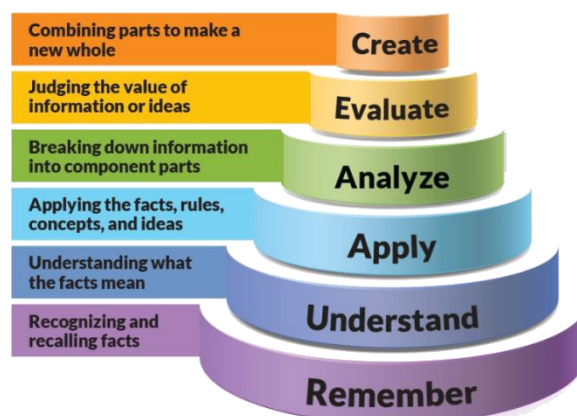 Combining parts to make a
new whole
Create
Judging the value of
information or ideas
Evaluate
Breaking down information
into component parts
Analyze
Applying the facts, rules,
concepts, and ideas
Apply
Understanding what
the facts mean
Understand
Recognizing and
recalling facts
Remember